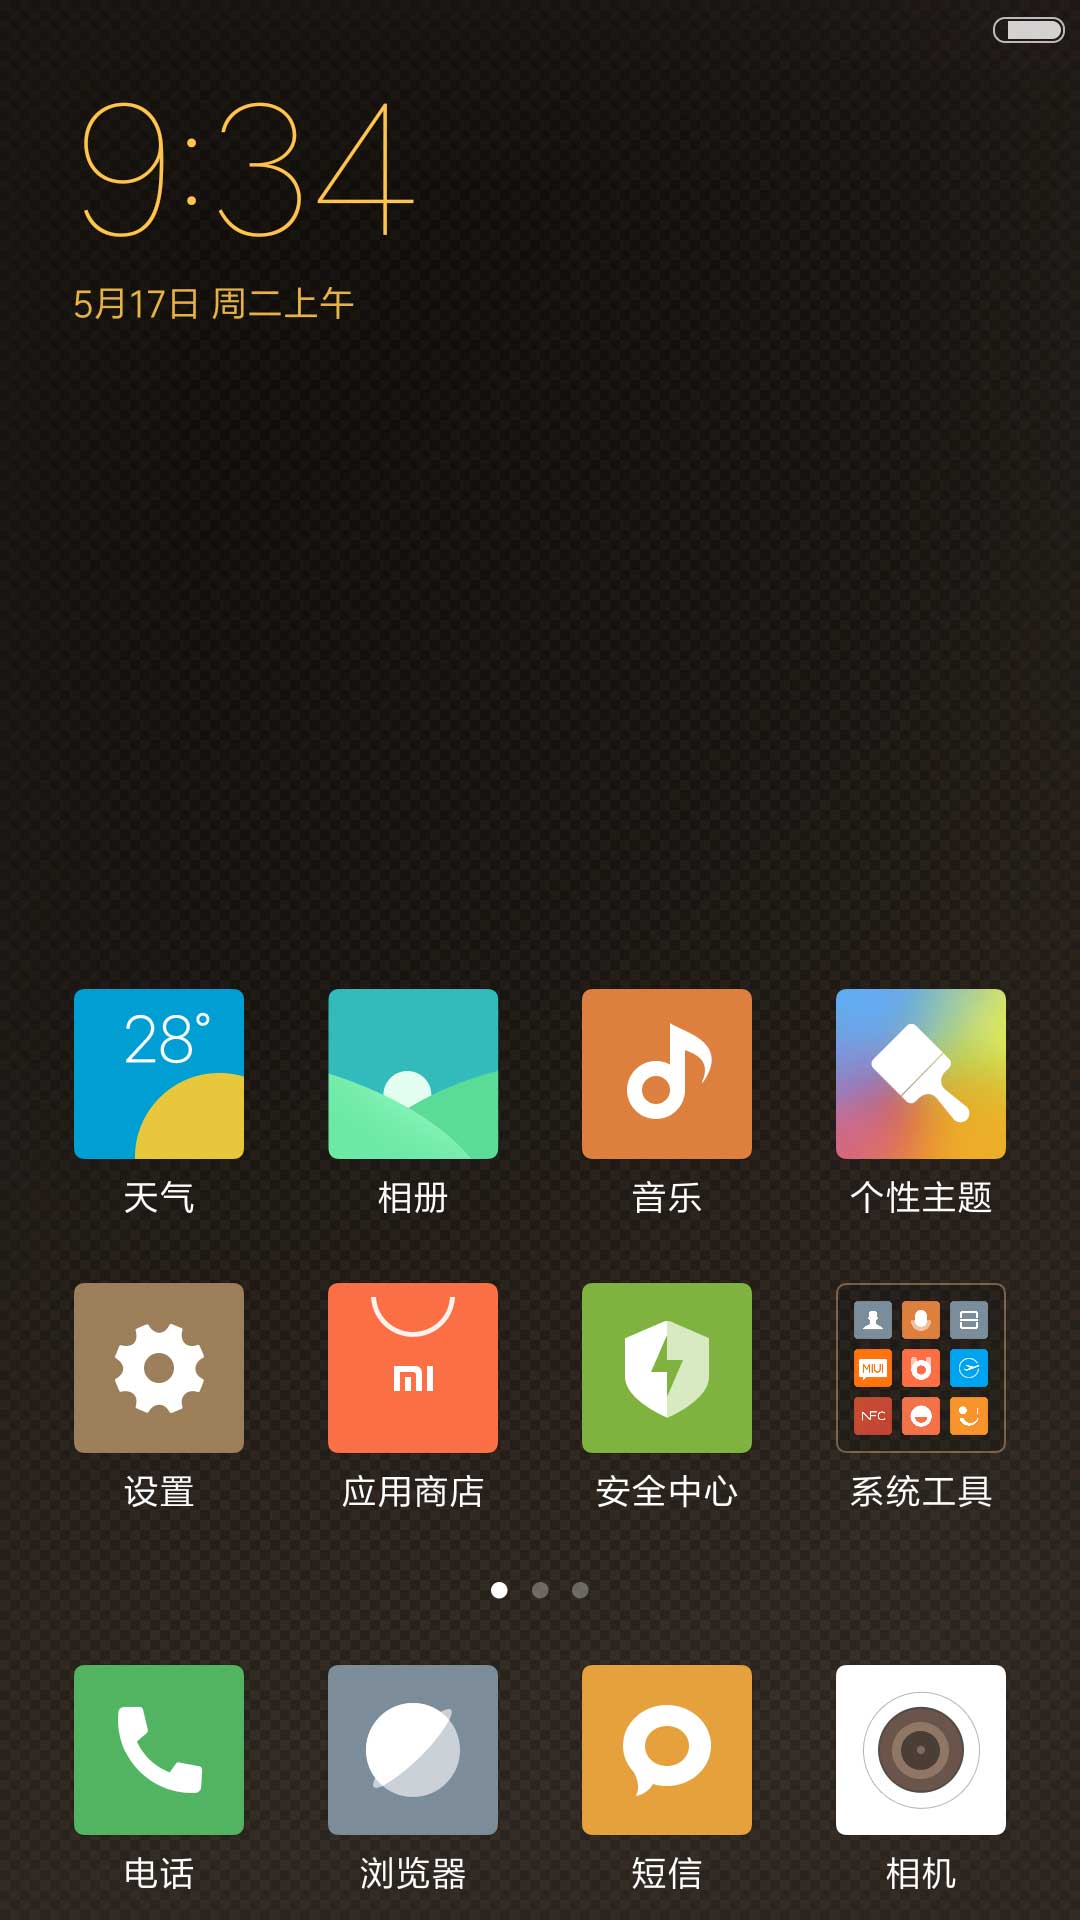 9:34
5月17日 周二上午
28°
天气
相册
音乐
个性主题
mi
MIUI
NFC
设置
应用商店
安全中心
系统工具
电话
浏览器
短信
相机